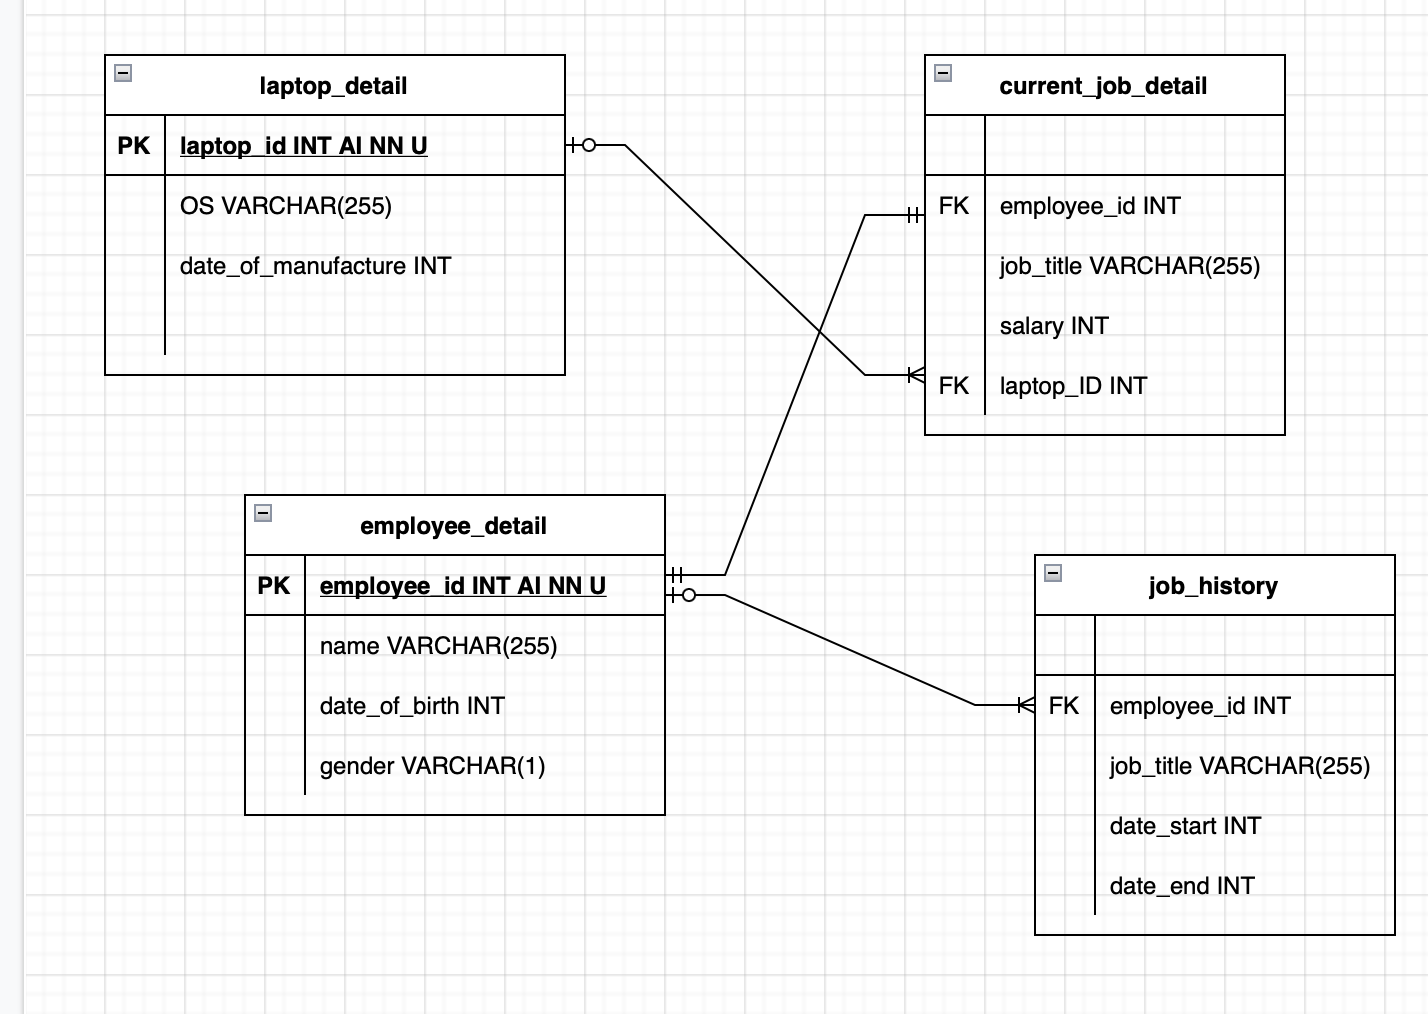 laptop_detail
PK laptop_id INT AI NN U
OS VARCHAR(255)
date_of_manufacture INT
current_job_detail
FK employee_id INT
job_title VARCHAR(255)
salary INT
FK laptop_ID INT
employee_detail
PK employee_id INT AI NN U
name VARCHAR(255)
date_of_birth INT
gender VARCHAR(1)
job_history
FK employee_id INT
job_title VARCHAR(255)
date_start INT
date_end INT